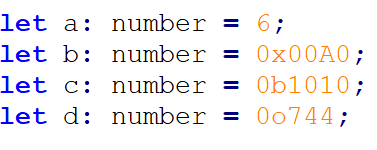 let a: number = 6;
let b: number = 0x00A0;
let c: number = 0b1010;
let d: number = 0o744;